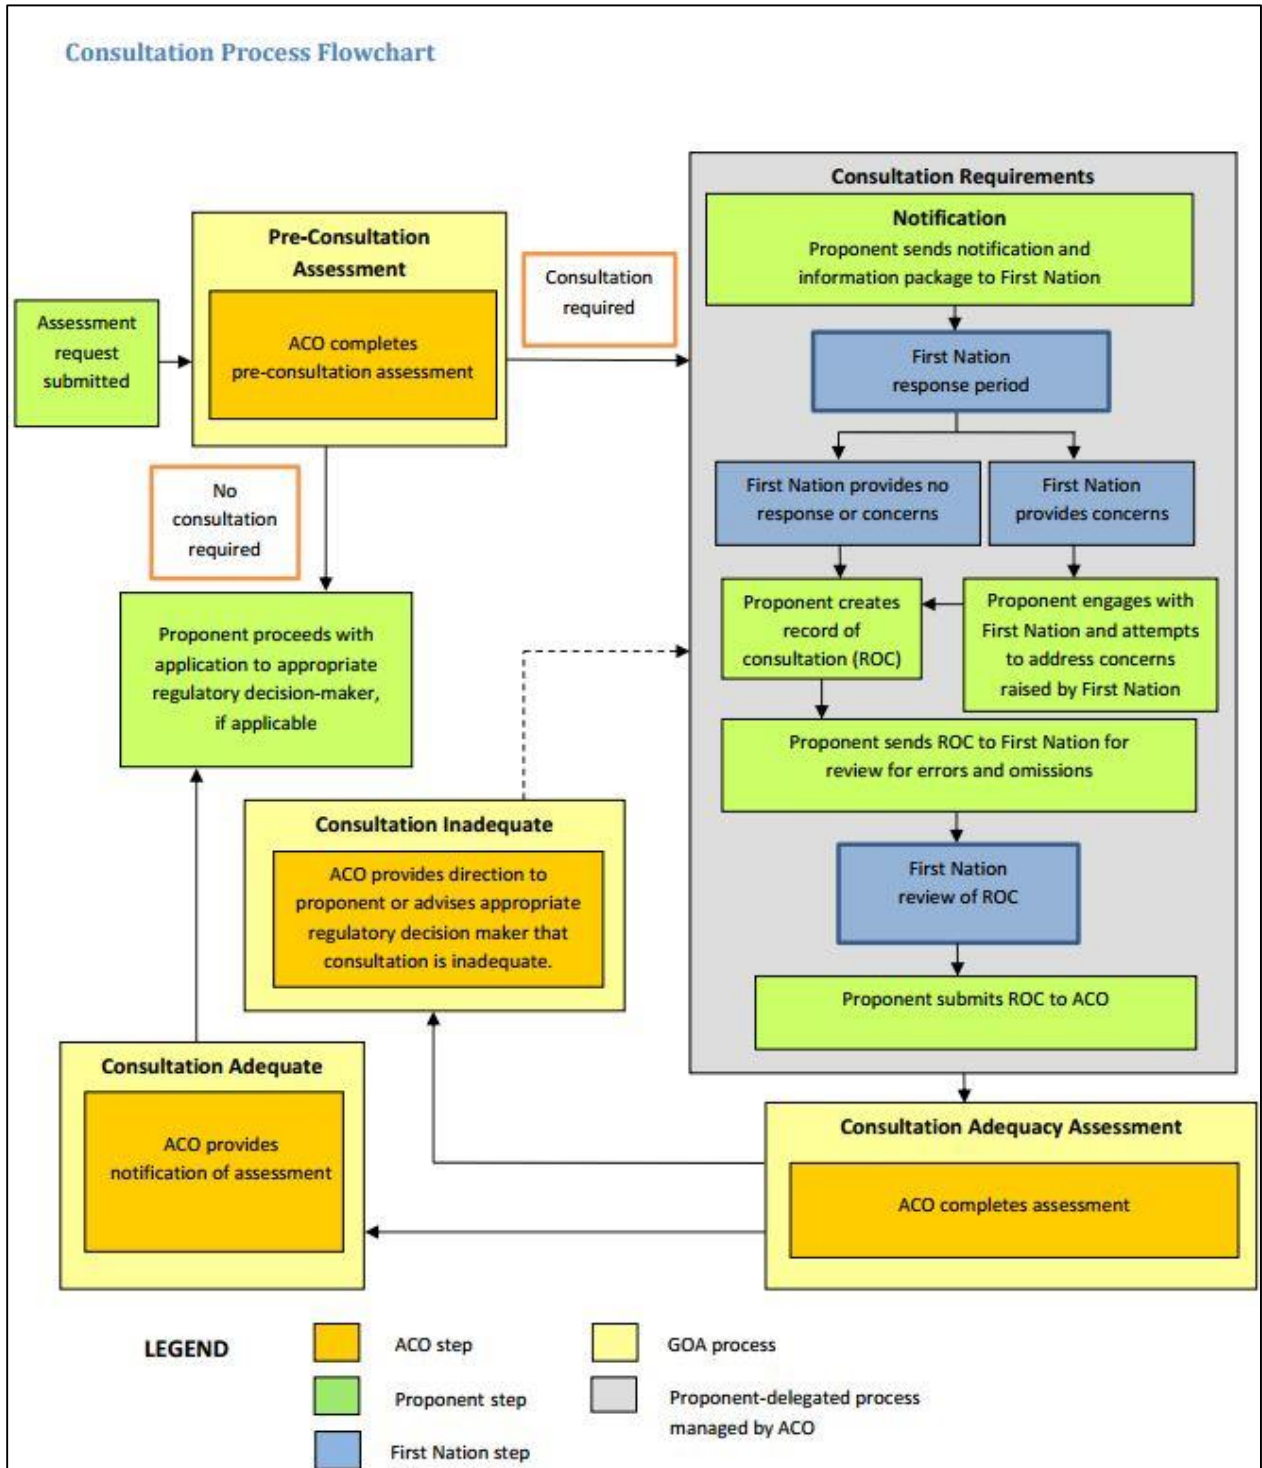 Consultation Process Flowchart
Assessment
request
submitted
Pre-Consultation
Assessment
ACO completes
pre-consultation assessment
Consultation
required
No
consultation
required
Proponent proceeds with
application to appropriate
regulatory decision-maker,
if applicable
Consultation Requirements
Notification
Proponent sends notification and
information package to First Nation
First Nation
response period
First Nation provides no
response or concerns
First Nation
provides concerns
Proponent creates
record of
consultation (ROC)
Proponent engages with
First Nation and attempts
to address concerns
raised by First Nation
Proponent sends ROC to First Nation for
review for errors and omissions
First Nation
review of ROC
Proponent submits ROC to ACO
Consultation Inadequate
ACO provides direction to
proponent or advises appropriate
regulatory decision maker that
consultation is inadequate.
Consultation Adequate
ACO provides
notification of assessment
Consultation Adequacy Assessment
ACO completes assessment
LEGEND
ACO step
Proponent step
First Nation step
GOA process
Proponent-delegated process
managed by ACO